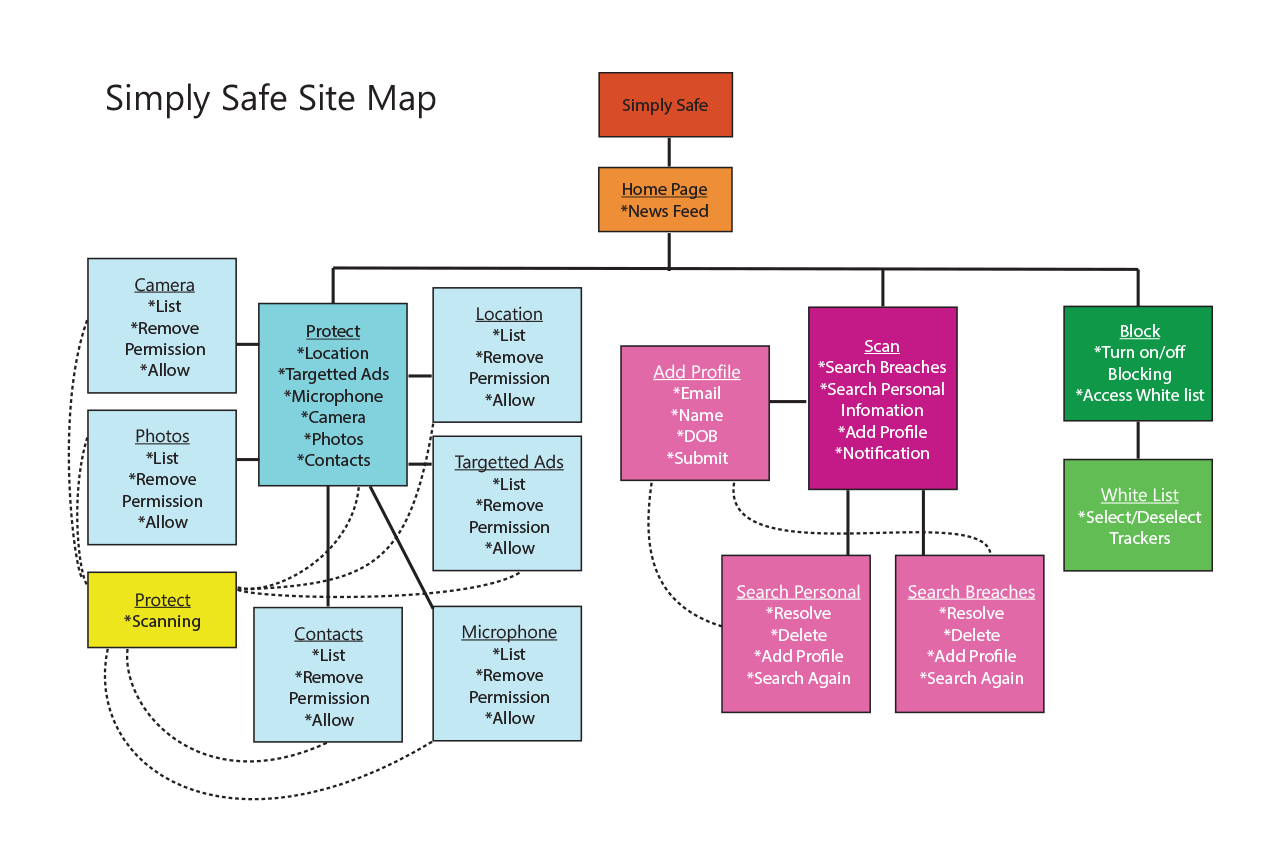 Simply Safe Site Map
Simply Safe
Home Page
*News Feed
Camera
*List
*Remove
Permission
*Allow
Protect
*Location
*Targetted Ads
*Microphone
*Camera
*Photos
*Contacts
Location
*List
*Remove
Permission
*Allow
Photos
*List
*Remove
Permission
*Allow
Targetted Ads
*List
*Remove
Permission
*Allow
Protect
*Scanning
Contacts
*List
*Remove
Permission
*Allow
Microphone
*List
*Remove
Permission
*Allow
Add Profile
*Email
*Name
*DOB
*Submit
Scan
*Search Breaches
*Search Personal
Infomation
*Add Profile
*Notification
Search Personal
*Resolve
*Delete
*Add Profile
*Search Again
Search Breaches
*Resolve
*Delete
*Add Profile
*Search Again
Block
*Turn on/off
Blocking
*Access White list
White List
*Select/Deselect
Trackers